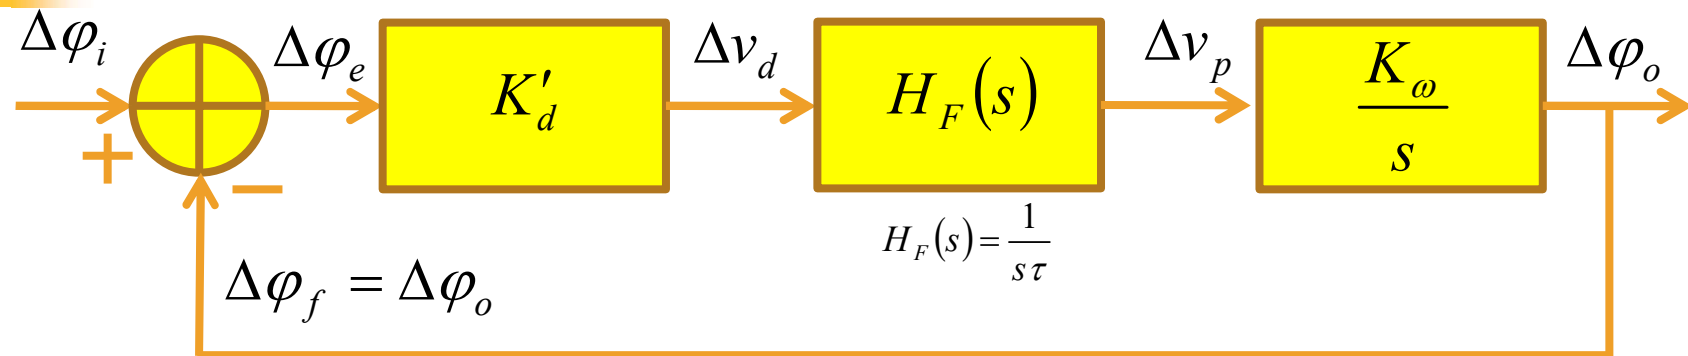 Δφ_i Δφ_e K'_d Δv_d H_F(s) Δv_p K_ω/s Δφ_o
+ −
H_F(s) = 1/sτ
Δφ_f = Δφ_o